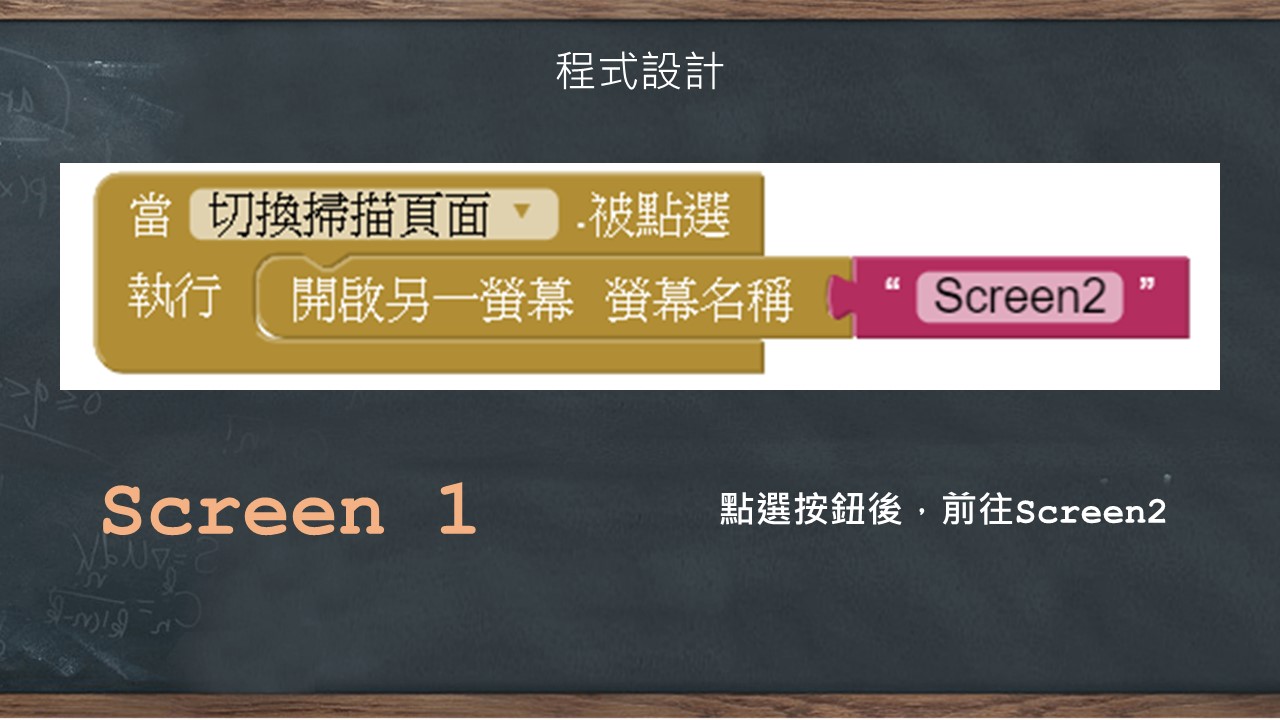 程式設計
當 切換掃描頁面 .被點選
執行 開啟另一螢幕 螢幕名稱 “ Screen2 ”
Screen 1
點選按鈕後，前往Screen2